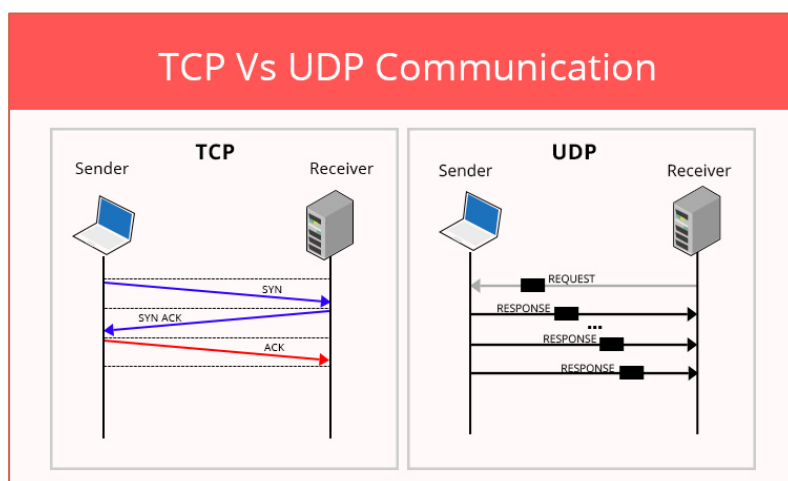 TCP Vs UDP Communication
TCP
Sender
Receiver
SYN
SYN ACK
ACK
UDP
Sender
Receiver
REQUEST
RESPONSE
...
RESPONSE
RESPONSE